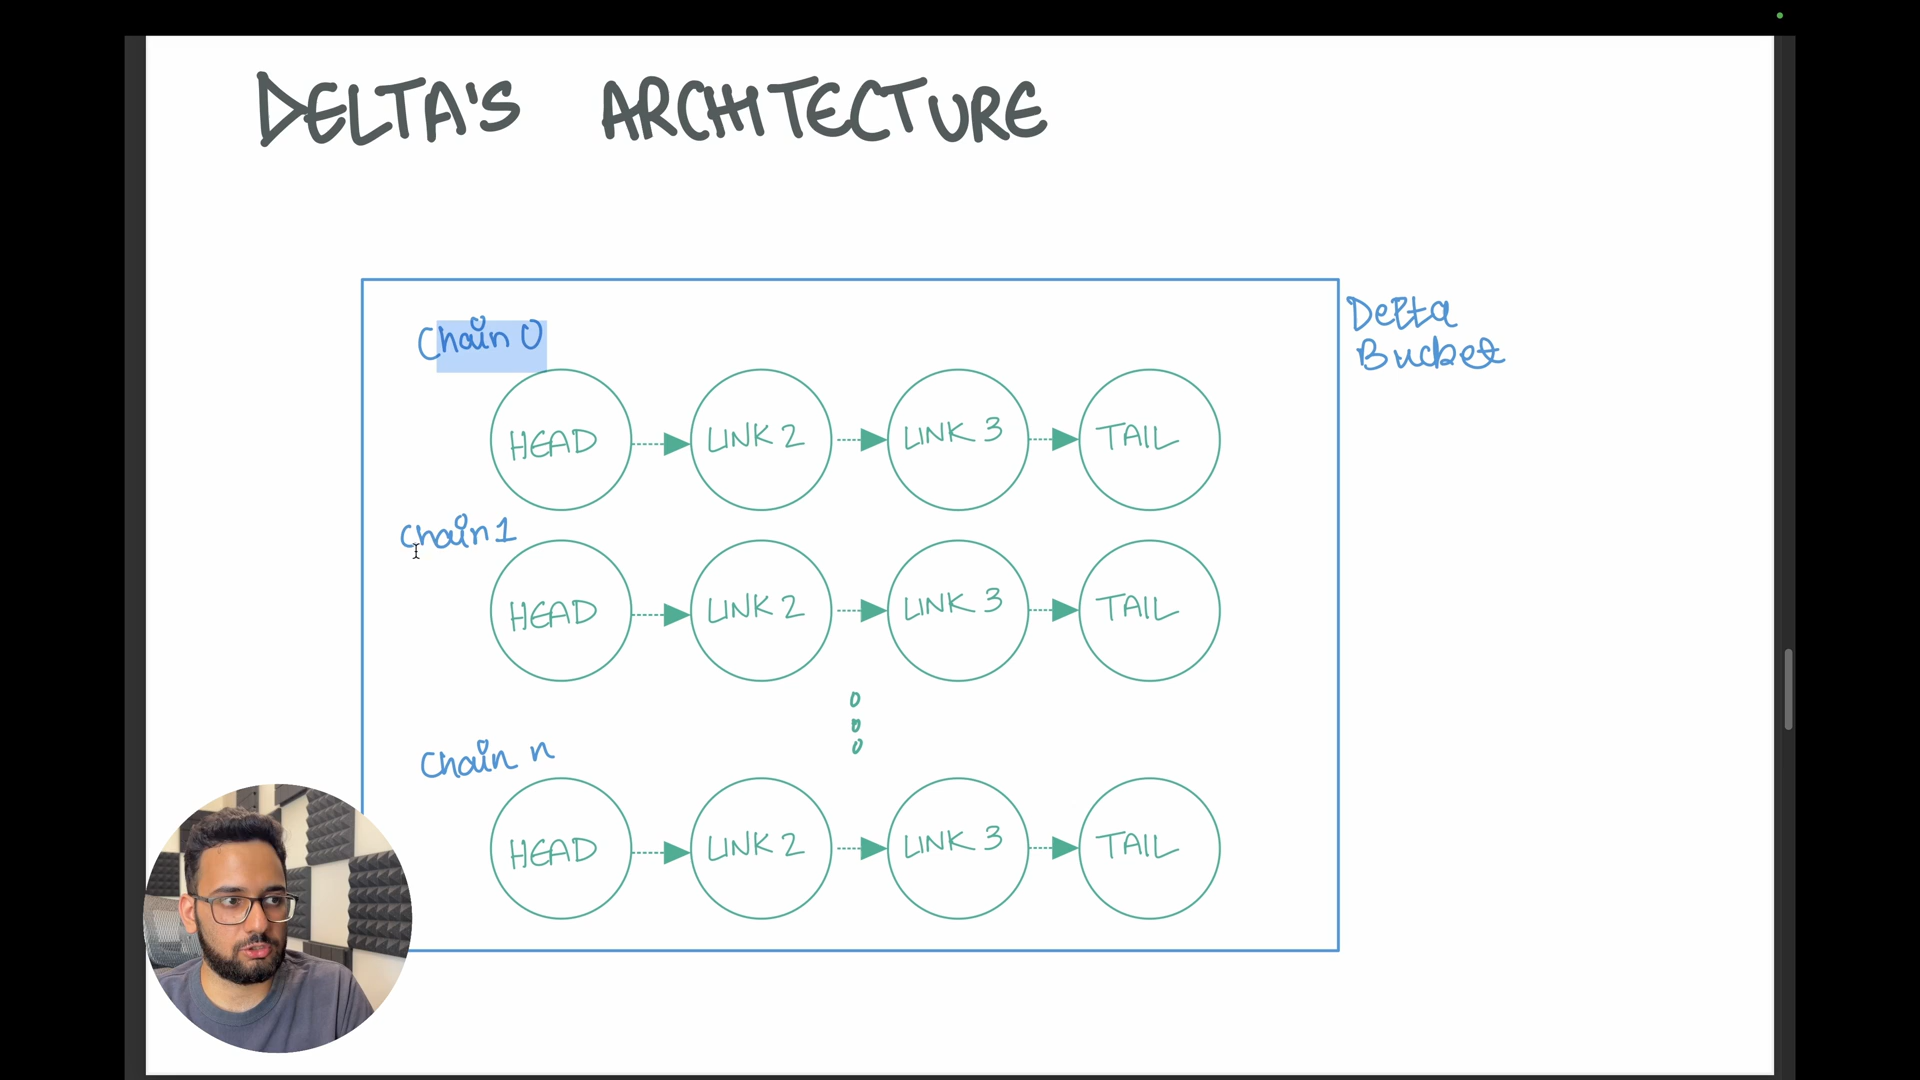 DELTA'S ARCHITECTURE
Delta
Bucket
Chain 0
HEAD LINK 2 LINK 3 TAIL
Chain 1
HEAD LINK 2 LINK 3 TAIL
Chain n
HEAD LINK 2 LINK 3 TAIL